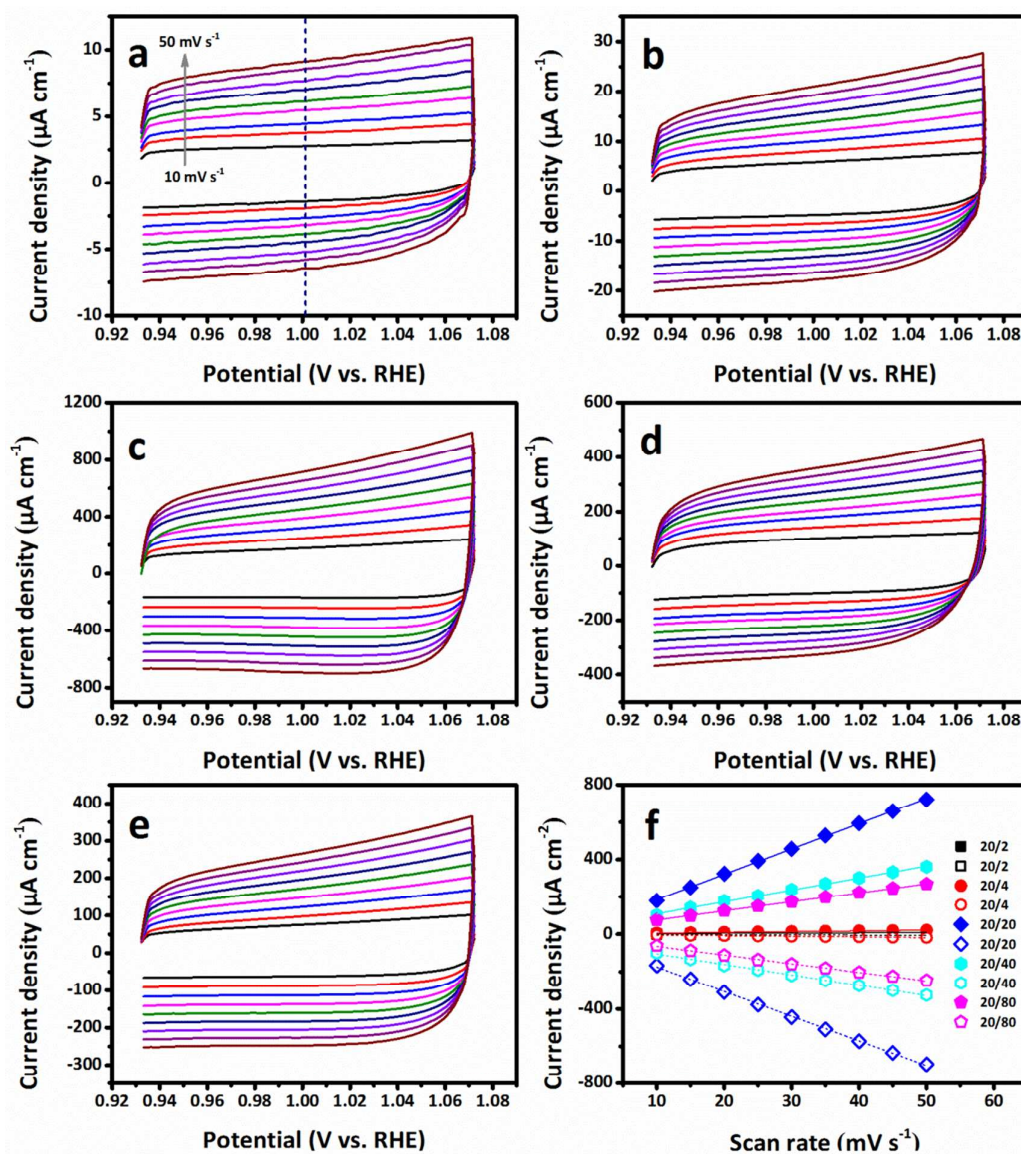 a
50 mV s⁻¹
10 mV s⁻¹
10
5
0
-5
-10
0.92 0.94 0.96 0.98 1.00 1.02 1.04 1.06 1.08
Current density (µA cm⁻¹)
Potential (V vs. RHE)
b
30
20
10
0
-10
-20
0.92 0.94 0.96 0.98 1.00 1.02 1.04 1.06 1.08
Current density (µA cm⁻¹)
Potential (V vs. RHE)
c
1200
800
400
0
-400
-800
0.92 0.94 0.96 0.98 1.00 1.02 1.04 1.06 1.08
Current density (µA cm⁻¹)
Potential (V vs. RHE)
d
600
400
200
0
-200
-400
0.92 0.94 0.96 0.98 1.00 1.02 1.04 1.06 1.08
Current density (µA cm⁻¹)
Potential (V vs. RHE)
e
400
300
200
100
0
-100
-200
-300
0.92 0.94 0.96 0.98 1.00 1.02 1.04 1.06 1.08
Current density (µA cm⁻¹)
Potential (V vs. RHE)
f
800
400
0
-400
-800
20/2
20/2
20/4
20/4
20/20
20/20
20/40
20/40
20/80
20/80
10 20 30 40 50 60
Current density (µA cm⁻²)
Scan rate (mV s⁻¹)